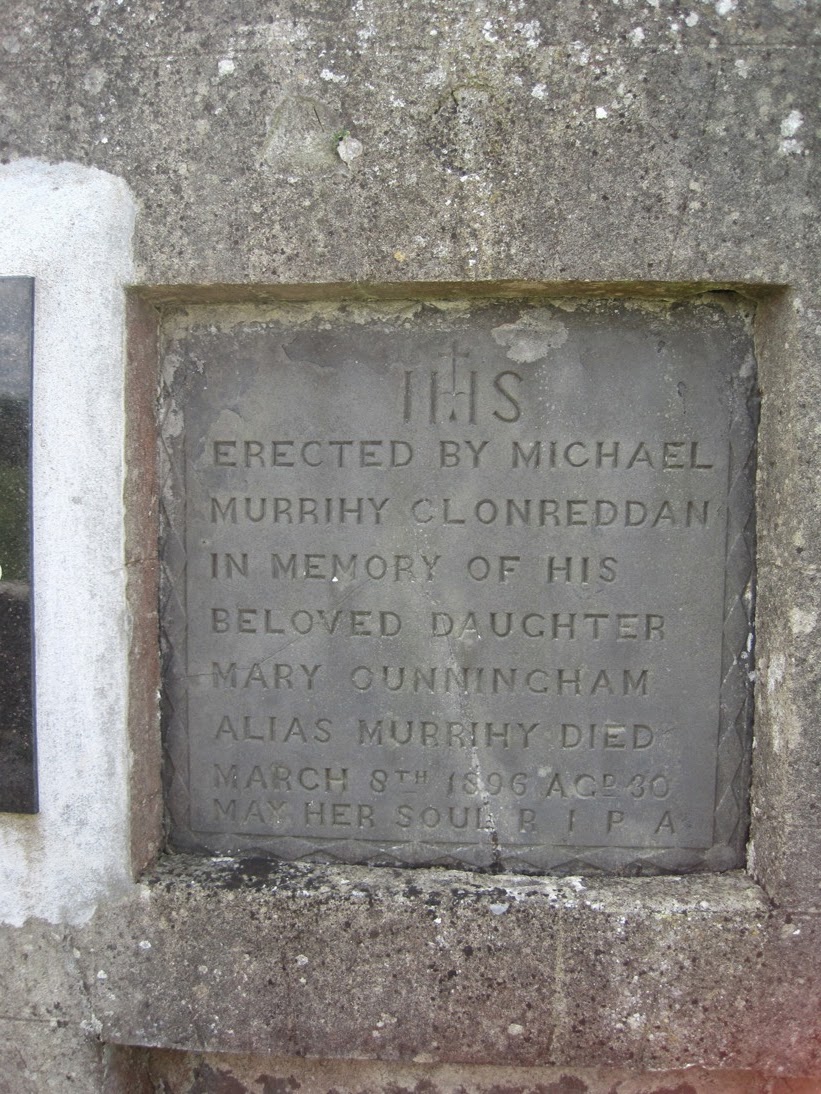 IHS
ERECTED BY MICHAEL
MURRIHY CLONREDDAN
IN MEMORY OF HIS
BELOVED DAUGHTER
MARY CUNNINGHAM
ALIAS MURRIHY DIED
MARCH 8TH 1896 AGD 30
MAY HER SOUL R I P A